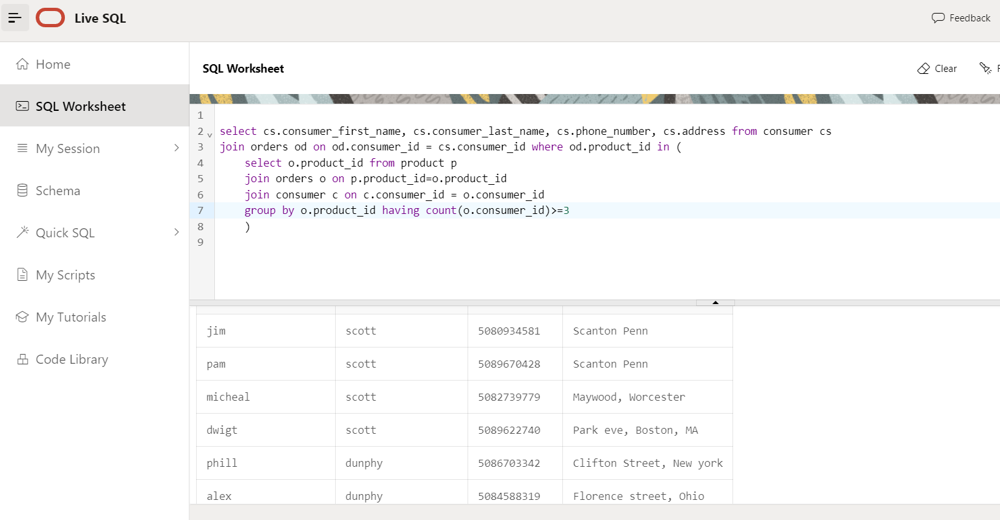 Live SQL
Feedback
Home
SQL Worksheet
My Session
Schema
Quick SQL
My Scripts
My Tutorials
Code Library
SQL Worksheet
Clear
1
2 select cs.consumer_first_name, cs.consumer_last_name, cs.phone_number, cs.address from consumer cs
3 join orders od on od.consumer_id = cs.consumer_id where od.product_id in (
4 select o.product_id from product p
5 join orders o on p.product_id=o.product_id
6 join consumer c on c.consumer_id = o.consumer_id
7 group by o.product_id having count(o.consumer_id)>=3
8 )
9
jim scott 5080934581 Scanton Penn
pam scott 5089670428 Scanton Penn
micheal scott 5082739779 Maywood, Worcester
dwigt scott 5089622740 Park eve, Boston, MA
phill dunphy 5086703342 Clifton Street, New york
alex dunphy 5084588319 Florence street, Ohio